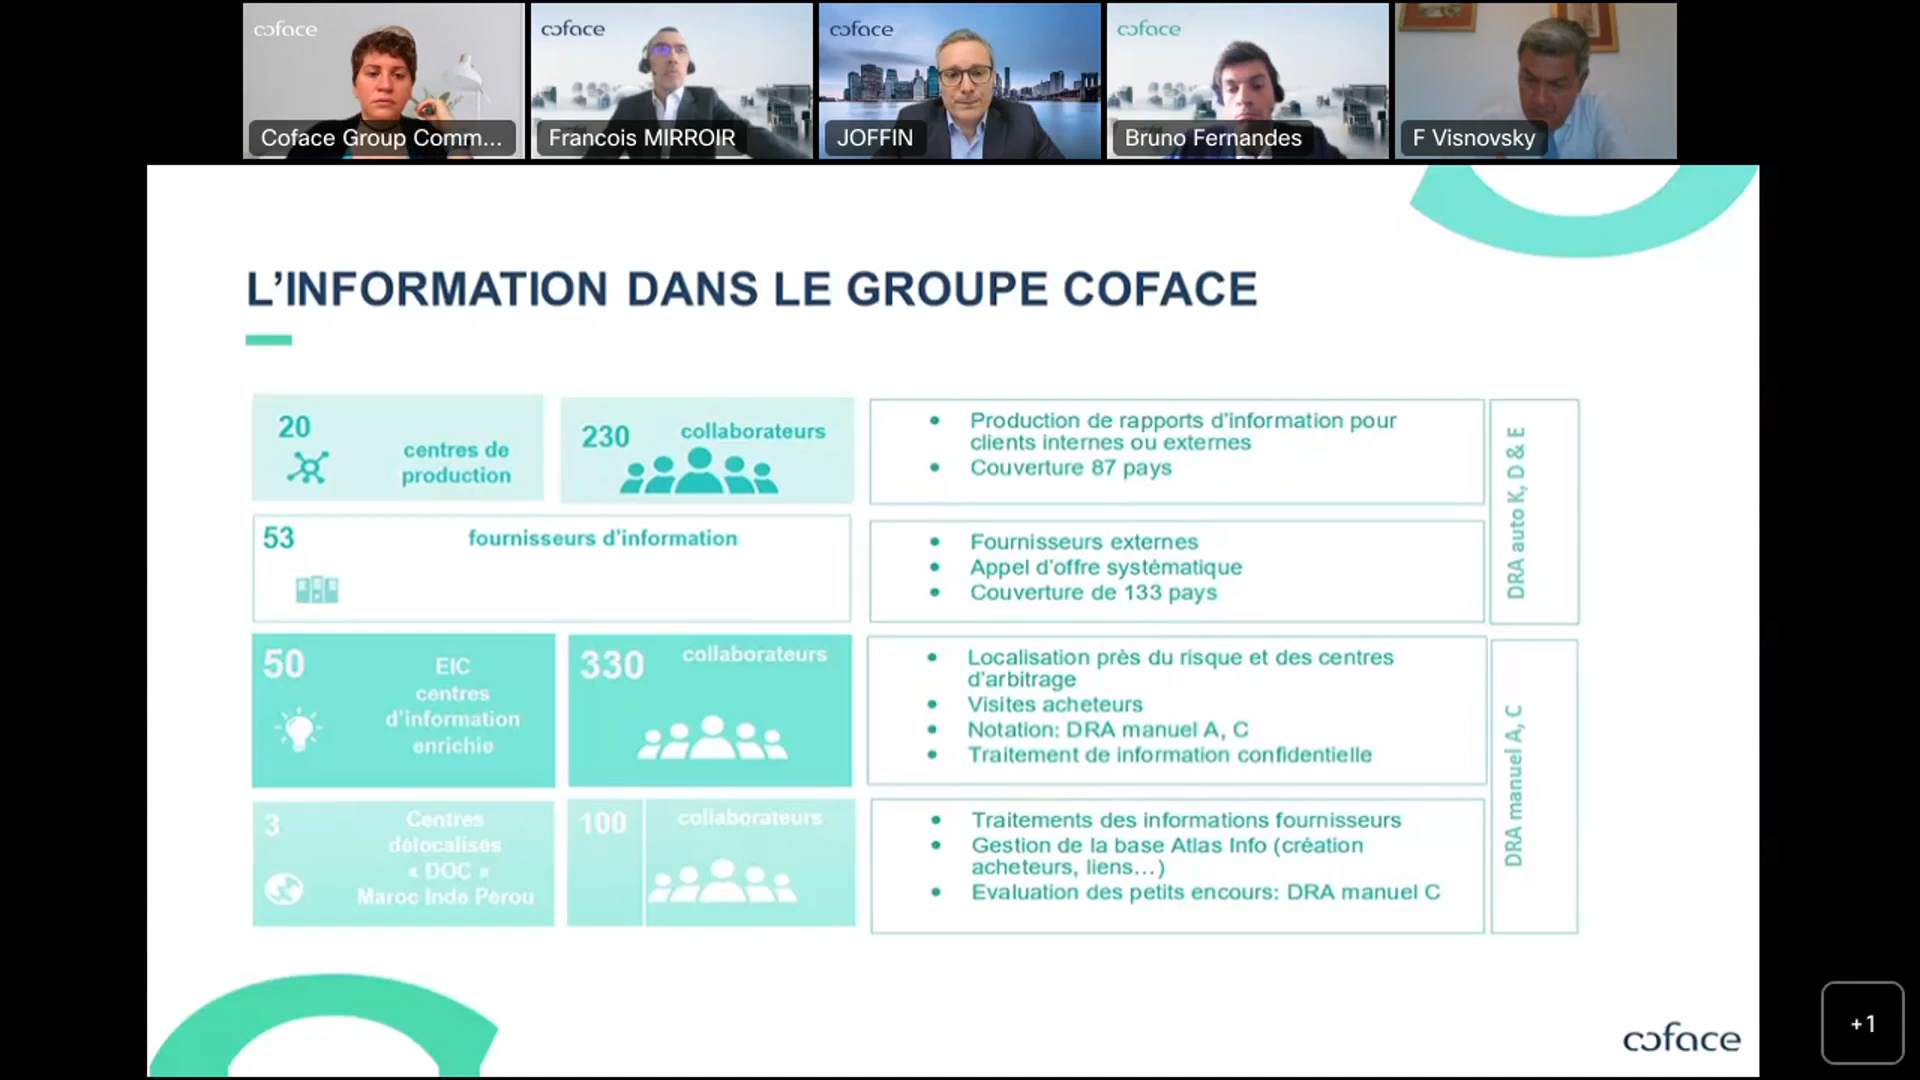 coface
coface
coface
coface
Coface Group Comm...
Francois MIRROIR
JOFFIN
Bruno Fernandes
F Visnovsky
L'INFORMATION DANS LE GROUPE COFACE
20
centres de
production
230
collaborateurs
• Production de rapports d'information pour
clients internes ou externes
• Couverture 87 pays
DRA auto K, D & E
53
fournisseurs d'information
• Fournisseurs externes
• Appel d'offre systématique
• Couverture de 133 pays
50
EIC
centres
d'information
enrichie
330
collaborateurs
• Localisation près du risque et des centres
d'arbitrage
• Visites acheteurs
• Notation: DRA manuel A, C
• Traitement de information confidentielle
DRA manuel A, C
3
Centres
délocalisés
« DOC »
Maroc Inde Pérou
100
collaborateurs
• Traitements des informations fournisseurs
• Gestion de la base Atlas Info (création
acheteurs, liens...)
• Evaluation des petits encours: DRA manuel C
coface
+1